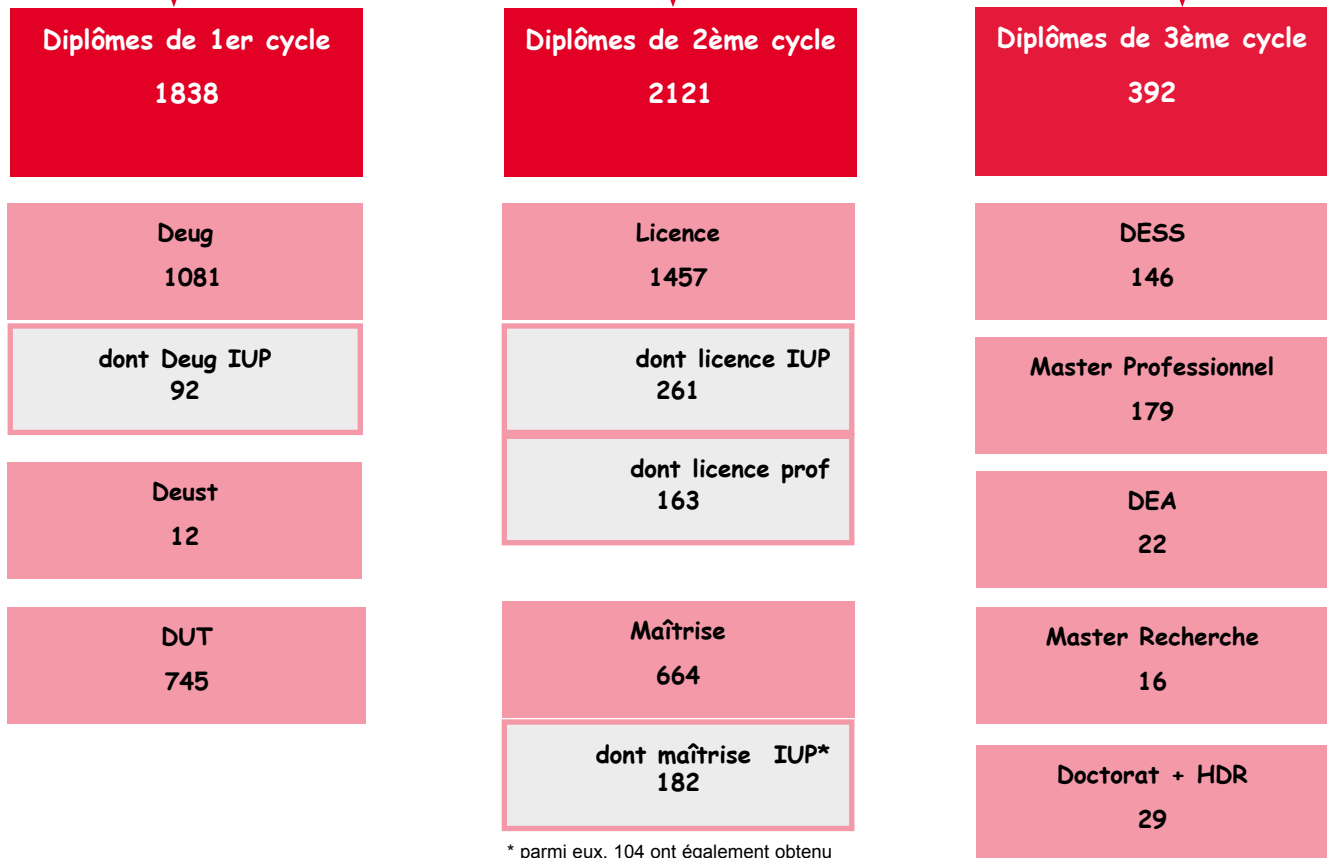 Diplômes de 1er cycle
1838
Deug
1081
dont Deug IUP
92
Deust
12
DUT
745
Diplômes de 2ème cycle
2121
Licence
1457
dont licence IUP
261
dont licence prof
163
Maîtrise
664
dont maîtrise IUP*
182
* parmi eux, 104 ont également obtenu
Diplômes de 3ème cycle
392
DESS
146
Master Professionnel
179
DEA
22
Master Recherche
16
Doctorat + HDR
29